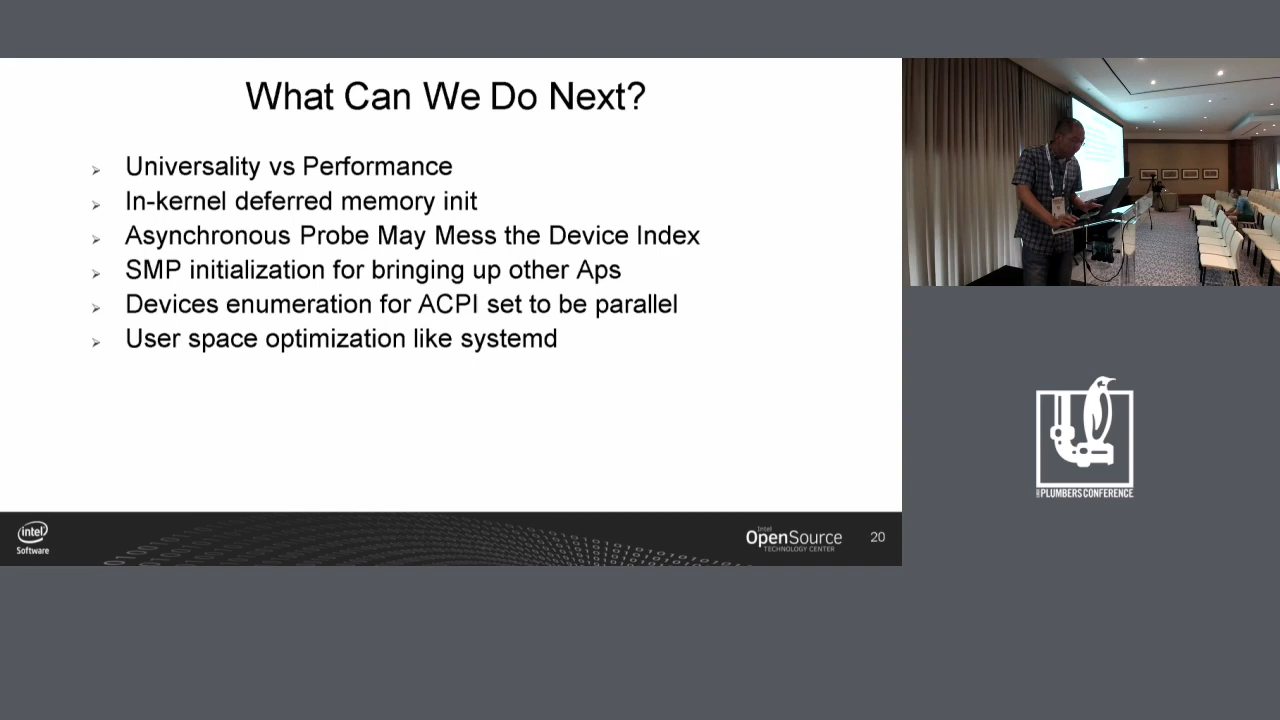 What Can We Do Next?
Universality vs Performance
In-kernel deferred memory init
Asynchronous Probe May Mess the Device Index
SMP initialization for bringing up other Aps
Devices enumeration for ACPI set to be parallel
User space optimization like systemd
intel
Software
Intel
OpenSource
TECHNOLOGY CENTER
20
PLUMBERS CONFERENCE